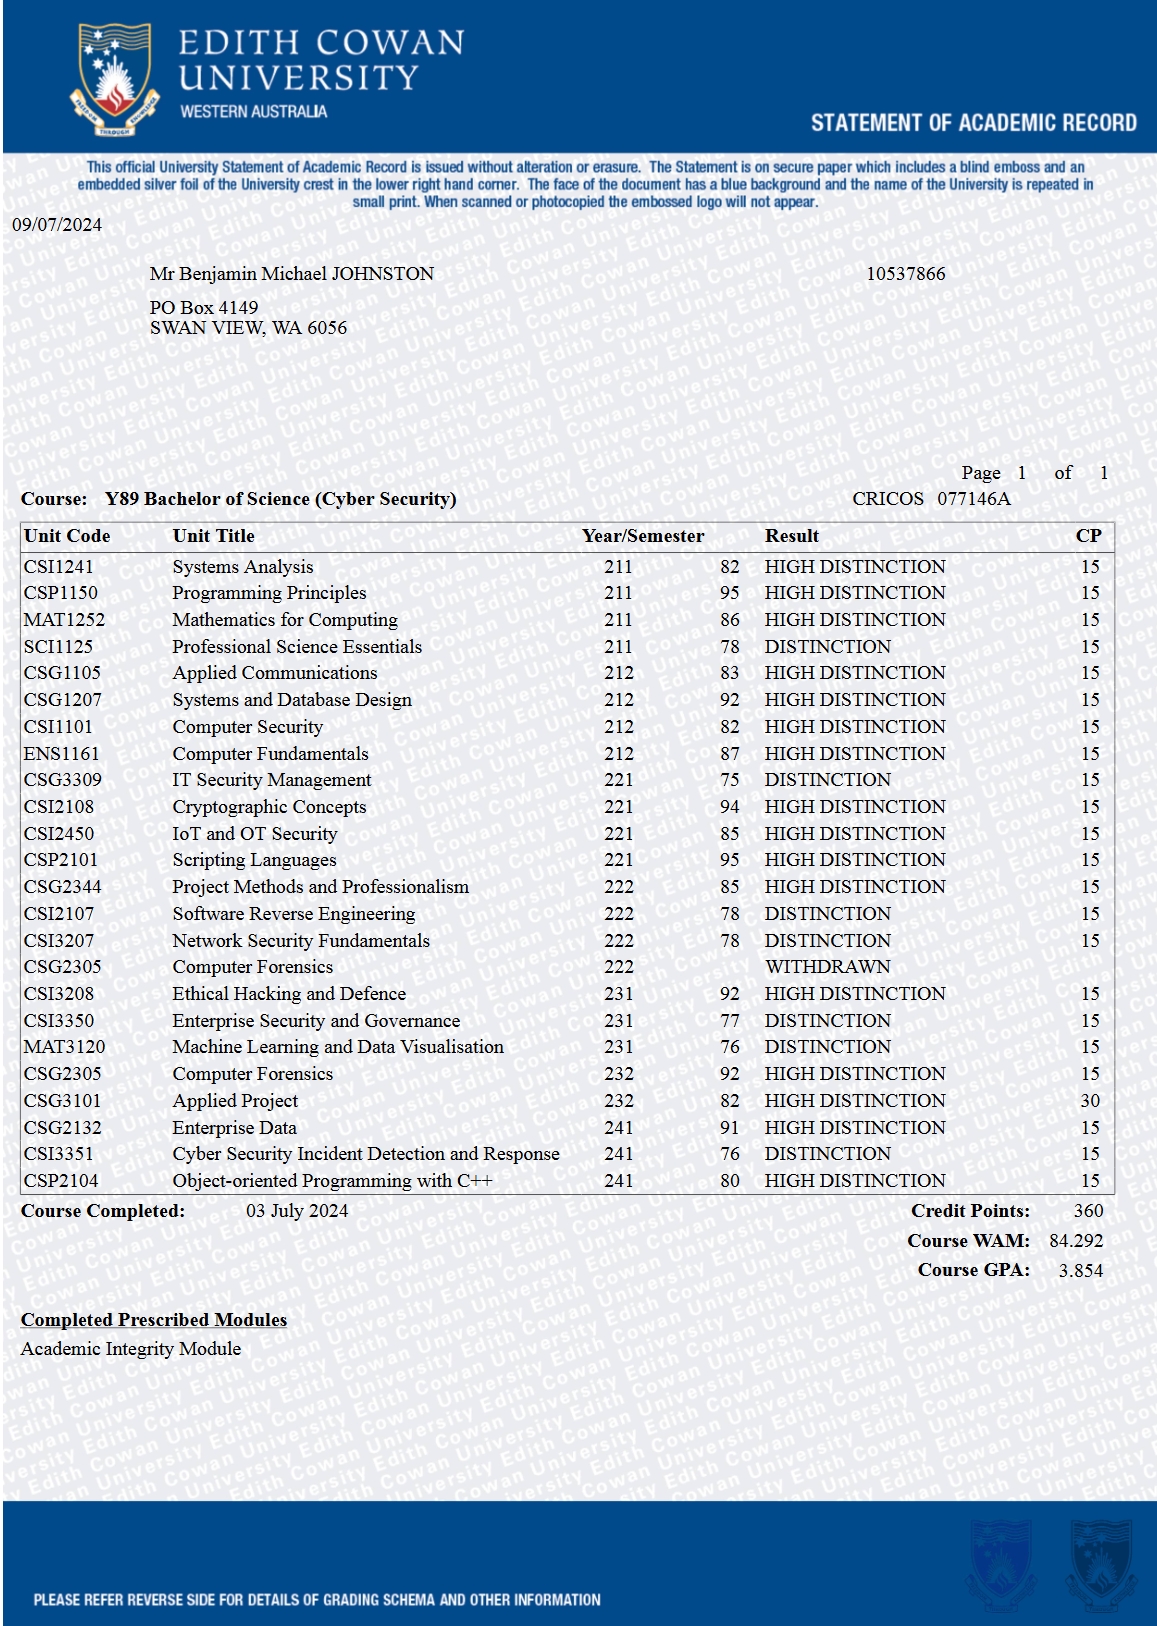 EDITH COWAN
UNIVERSITY
WESTERN AUSTRALIA
STATEMENT OF ACADEMIC RECORD
This official University Statement of Academic Record is issued without alteration or erasure. The Statement is on secure paper which includes a blind emboss and an
embedded silver foil of the University crest in the lower right hand corner. The face of the document has a blue background and the name of the University is repeated in
small print. When scanned or photocopied the embossed logo will not appear.
09/07/2024
Mr Benjamin Michael JOHNSTON 10537866
PO Box 4149
SWAN VIEW, WA 6056
Page 1 of 1
Course: Y89 Bachelor of Science (Cyber Security) CRICOS 077146A
Unit Code Unit Title Year/Semester Result CP
CSI1241 Systems Analysis 211 82 HIGH DISTINCTION 15
CSP1150 Programming Principles 211 95 HIGH DISTINCTION 15
MAT1252 Mathematics for Computing 211 86 HIGH DISTINCTION 15
SCI1125 Professional Science Essentials 211 78 DISTINCTION 15
CSG1105 Applied Communications 212 83 HIGH DISTINCTION 15
CSG1207 Systems and Database Design 212 92 HIGH DISTINCTION 15
CSI1101 Computer Security 212 82 HIGH DISTINCTION 15
ENS1161 Computer Fundamentals 212 87 HIGH DISTINCTION 15
CSG3309 IT Security Management 221 75 DISTINCTION 15
CSI2108 Cryptographic Concepts 221 94 HIGH DISTINCTION 15
CSI2450 IoT and OT Security 221 85 HIGH DISTINCTION 15
CSP2101 Scripting Languages 221 95 HIGH DISTINCTION 15
CSG2344 Project Methods and Professionalism 222 85 HIGH DISTINCTION 15
CSI2107 Software Reverse Engineering 222 78 DISTINCTION 15
CSI3207 Network Security Fundamentals 222 78 DISTINCTION 15
CSG2305 Computer Forensics 222 WITHDRAWN
CSI3208 Ethical Hacking and Defence 231 92 HIGH DISTINCTION 15
CSI3350 Enterprise Security and Governance 231 77 DISTINCTION 15
MAT3120 Machine Learning and Data Visualisation 231 76 DISTINCTION 15
CSG2305 Computer Forensics 232 92 HIGH DISTINCTION 15
CSG3101 Applied Project 232 82 HIGH DISTINCTION 30
CSG2132 Enterprise Data 241 91 HIGH DISTINCTION 15
CSI3351 Cyber Security Incident Detection and Response 241 76 DISTINCTION 15
CSP2104 Object-oriented Programming with C++ 241 80 HIGH DISTINCTION 15
Course Completed: 03 July 2024 Credit Points: 360
Course WAM: 84.292
Course GPA: 3.854
Completed Prescribed Modules
Academic Integrity Module
PLEASE REFER REVERSE SIDE FOR DETAILS OF GRADING SCHEMA AND OTHER INFORMATION